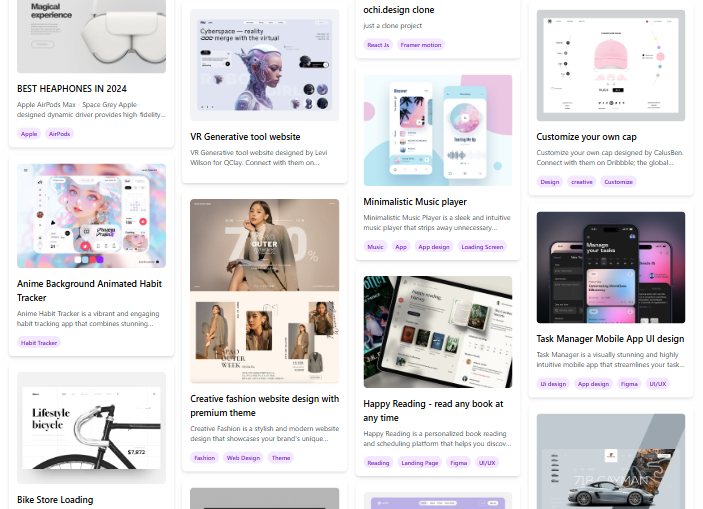 Magical
experience
BEST HEAPHONES IN 2024
Apple AirPods Max - Space Grey Apple-
designed dynamic driver provides high-fidelity...
Apple
AirPods
Anime Background Animated Habit
Tracker
Anime Habit Tracker is a vibrant and engaging
habit tracking app that combines stunning...
Habit Tracker
Lifestyle
bicycle
$7,873
Bike Store Loading
Cyberspace — reality
merge with the virtual
VR Generative tool website
VR Generative tool website designed by Levi
Wilson for QClay. Connect with them on...
OUTER
%
OUTER
WEEK
Creative fashion website design with
premium theme
Creative Fashion is a stylish and modern website
design that showcases your brand's unique...
Fashion
Web Design
Theme
ochi.design clone
just a clone project
React Js
Framer motion
Discover
Minimalistic Music player
Minimalistic Music Player is a sleek and intuitive
music player that strips away unnecessary...
Music
App
App design
Loading Screen
Happy reading
Happy Reading - read any book at
any time
Happy Reading is a personalized book reading
and scheduling platform that helps you discov...
Reading
Landing Page
Figma
UI/UX
Customize your own cap
Customize your own cap designed by CalusBen.
Connect with them on Dribbble; the global...
Design
creative
Customize
Manage
your tasks
Task Manager Mobile App UI design
Task Manager is a visually stunning and highly
intuitive mobile app that streamlines your task...
Ui design
App design
Figma
UI/UX
718 CAYMAN